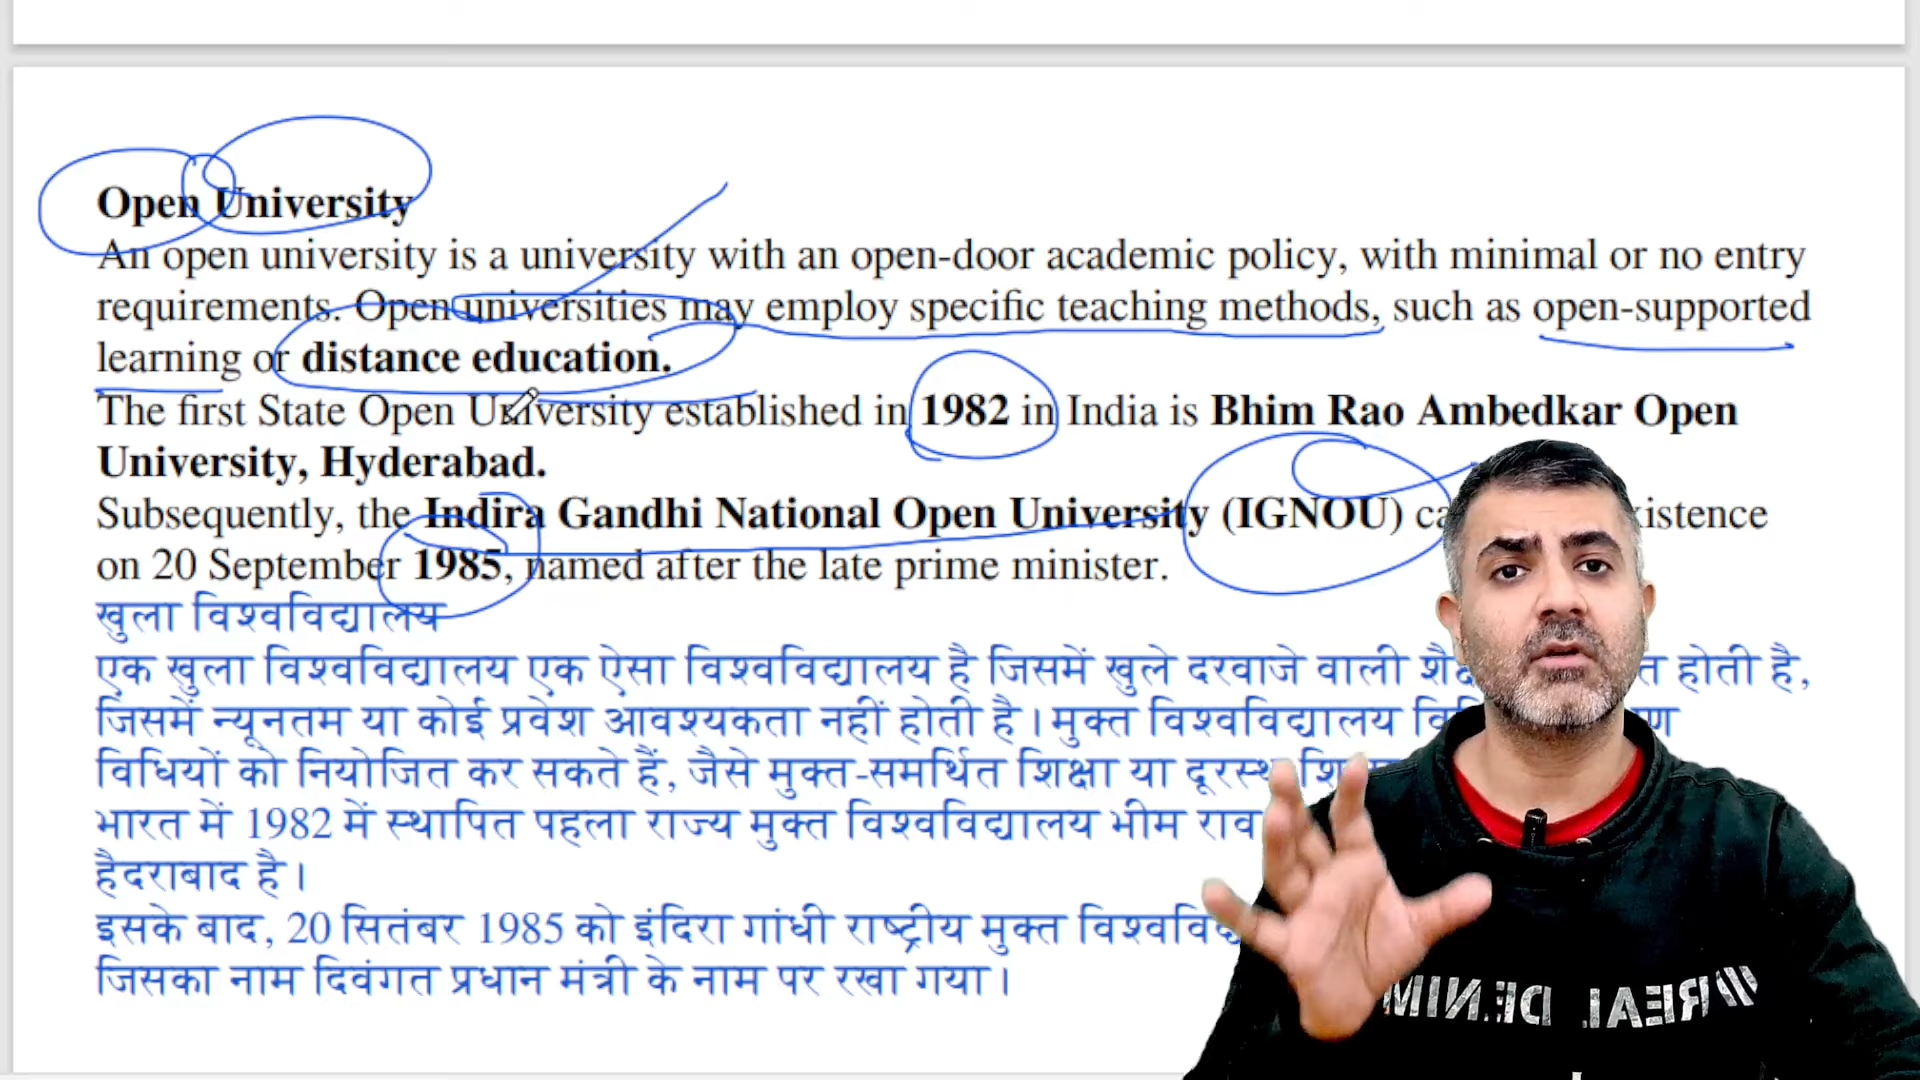 Open University
An open university is a university with an open-door academic policy, with minimal or no entry
requirements. Open universities may employ specific teaching methods, such as open-supported
learning or distance education.
The first State Open University established in 1982 in India is Bhim Rao Ambedkar Open
University, Hyderabad.
Subsequently, the Indira Gandhi National Open University (IGNOU)
on 20 September 1985, named after the late prime minister.
खुला विश्वविद्यालय
एक खुला विश्वविद्यालय एक ऐसा विश्वविद्यालय है जिसमें खुले दरवाजे वाली होती है,
जिसमें न्यूनतम या कोई प्रवेश आवश्यकता नहीं होती है। मुक्त विश्वविद्यालय
विधियों को नियोजित कर सकते हैं, जैसे मुक्त-समर्थित शिक्षा या
भारत में 1982 में स्थापित पहला राज्य मुक्त विश्वविद्यालय भीम राव
हैदराबाद है।
इसके बाद, 20 सितंबर 1985 को इंदिरा गांधी राष्ट्रीय मुक्त
जिसका नाम दिवंगत प्रधान मंत्री के नाम पर रखा गया।
REAL DENIM